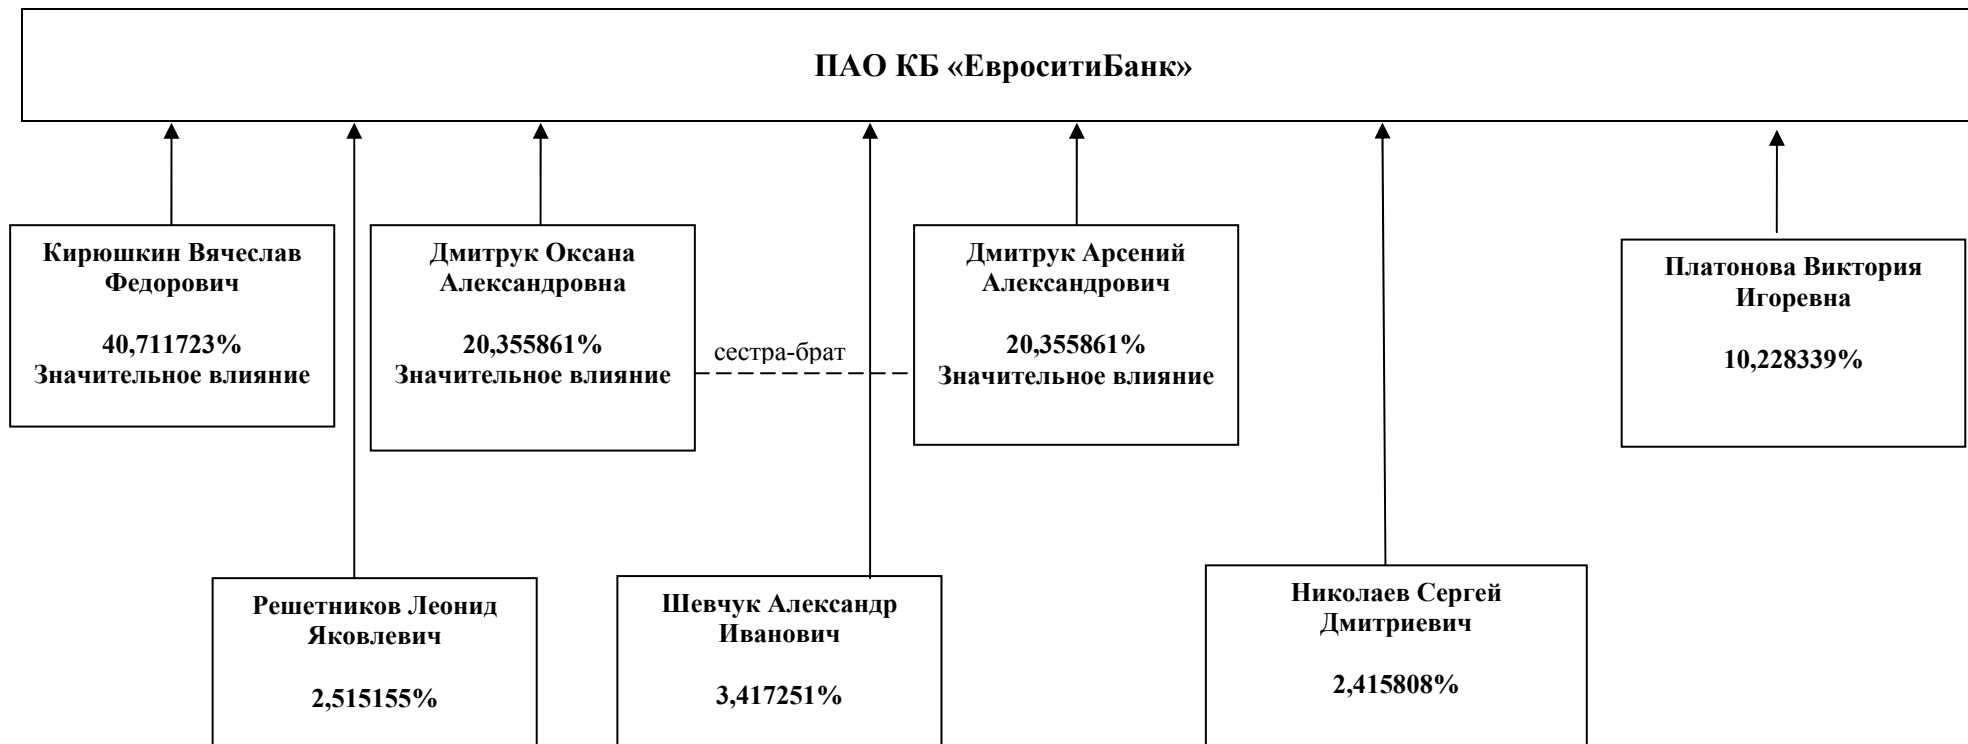 ПАО КБ «ЕвроситиБанк»
Кирюшкин Вячеслав
Федорович
40,711723%
Значительное влияние
Дмитрук Оксана
Александровна
20,355861%
Значительное влияние
сестра-брат
Дмитрук Арсений
Александрович
20,355861%
Значительное влияние
Платонова Виктория
Игоревна
10,228339%
Решетников Леонид
Яковлевич
2,515155%
Шевчук Александр
Иванович
3,417251%
Николаев Сергей
Дмитриевич
2,415808%